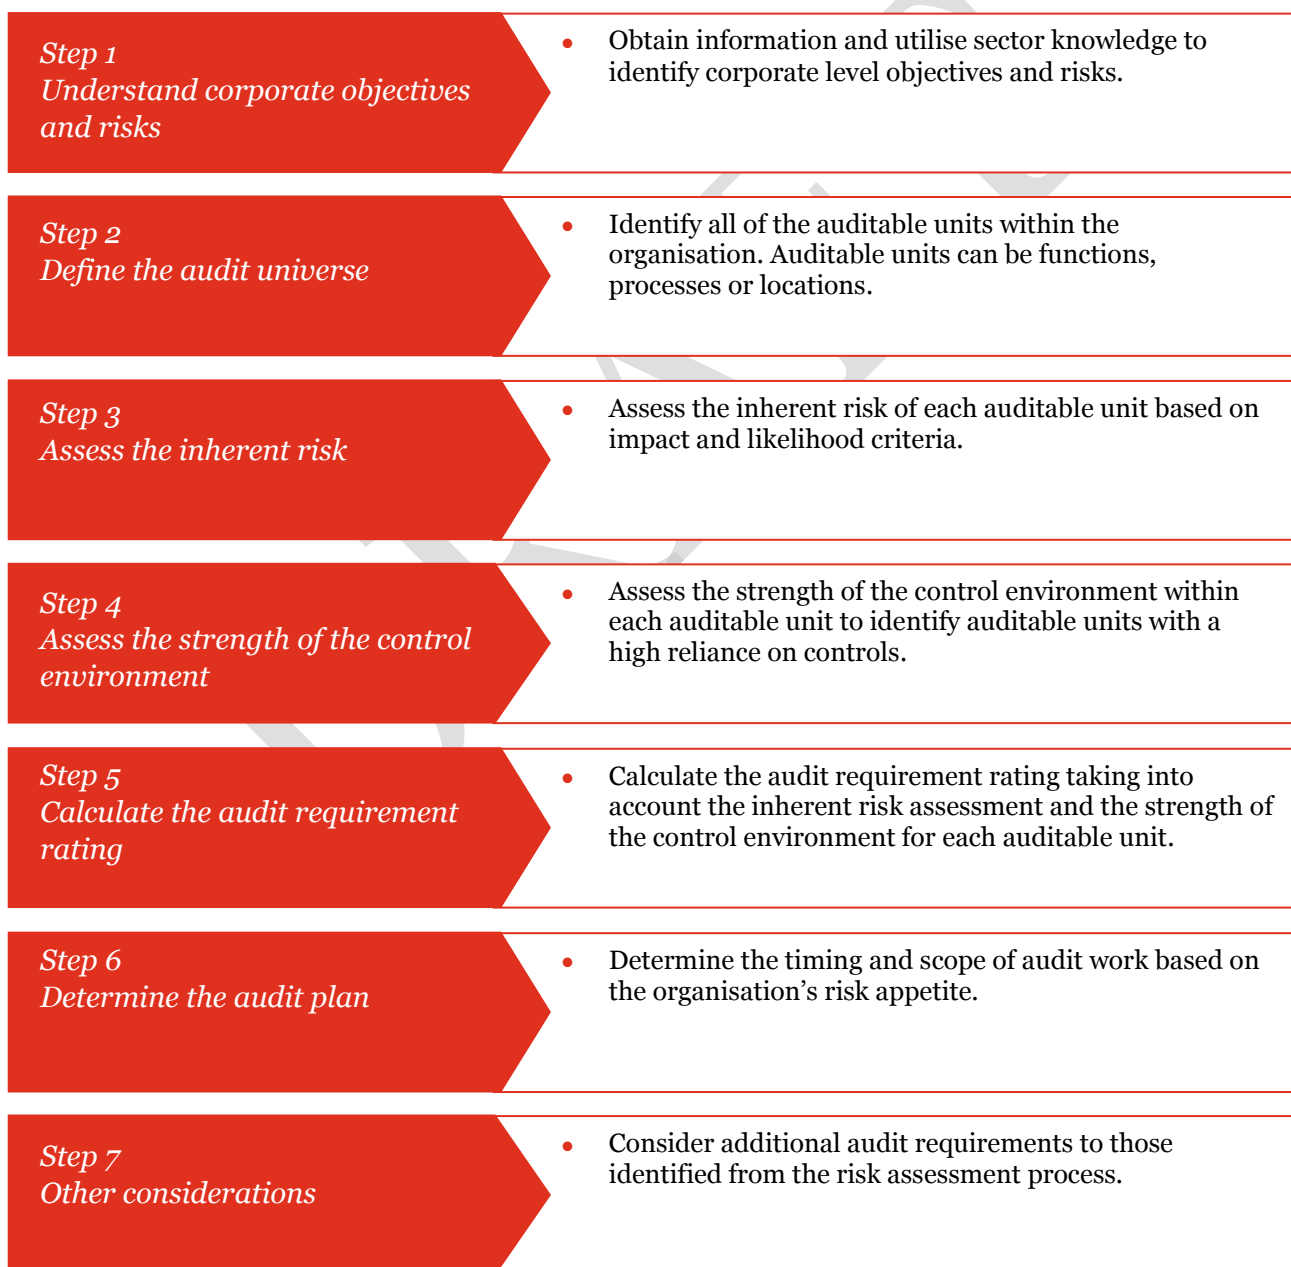 Step 1
Understand corporate objectives
and risks
• Obtain information and utilise sector knowledge to
identify corporate level objectives and risks.
Step 2
Define the audit universe
• Identify all of the auditable units within the
organisation. Auditable units can be functions,
processes or locations.
Step 3
Assess the inherent risk
• Assess the inherent risk of each auditable unit based on
impact and likelihood criteria.
Step 4
Assess the strength of the control
environment
• Assess the strength of the control environment within
each auditable unit to identify auditable units with a
high reliance on controls.
Step 5
Calculate the audit requirement
rating
• Calculate the audit requirement rating taking into
account the inherent risk assessment and the strength of
the control environment for each auditable unit.
Step 6
Determine the audit plan
• Determine the timing and scope of audit work based on
the organisation’s risk appetite.
Step 7
Other considerations
• Consider additional audit requirements to those
identified from the risk assessment process.